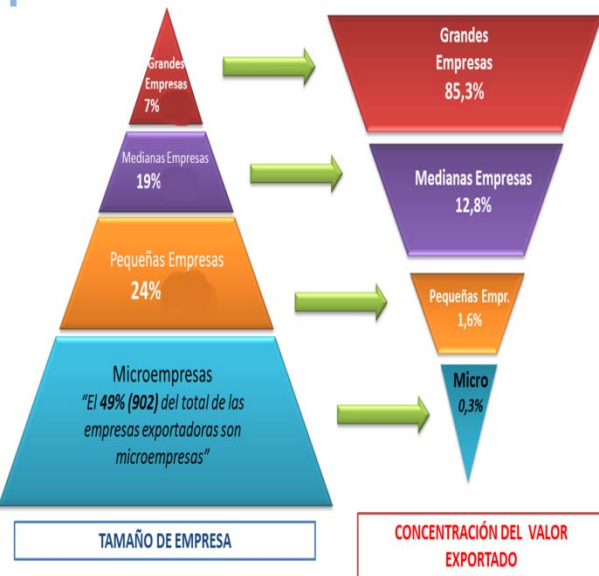 Grandes
Empresas
7%
Medianas Empresas
19%
Pequeñas Empresas
24%
Microempresas
"El 49% (902) del total de las
empresas exportadoras son
microempresas"
TAMAÑO DE EMPRESA
Grandes
Empresas
85,3%
Medianas Empresas
12,8%
Pequeñas Empr.
1,6%
Micro
0,3%
CONCENTRACIÓN DEL VALOR
EXPORTADO